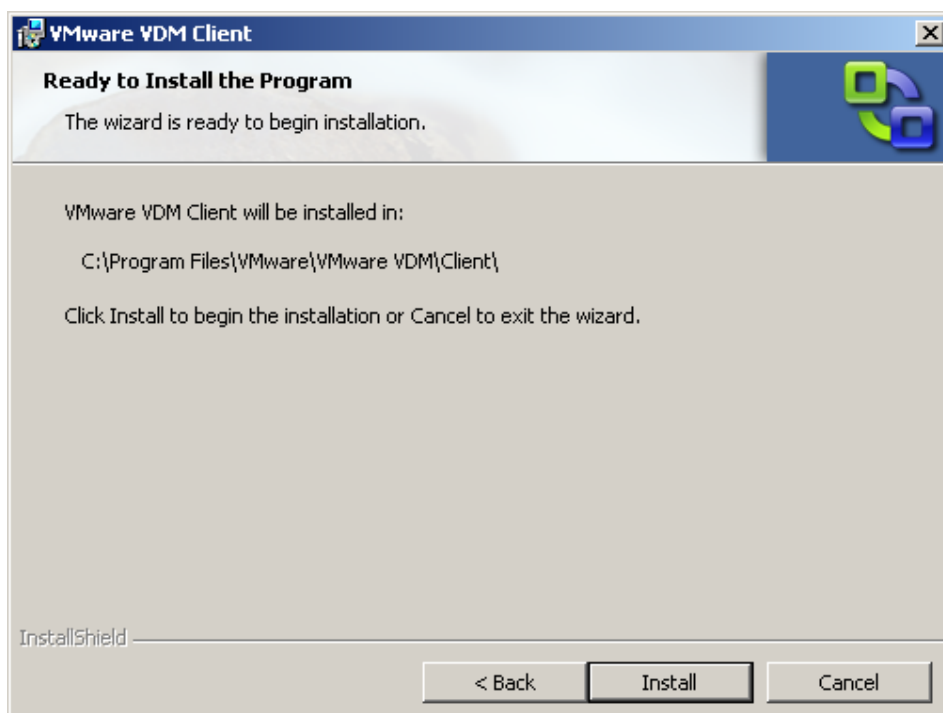 VMware VDM Client
Ready to Install the Program
The wizard is ready to begin installation.
VMware VDM Client will be installed in:
C:\Program Files\VMware\VMware VDM\Client\
Click Install to begin the installation or Cancel to exit the wizard.
InstallShield
< Back
Install
Cancel